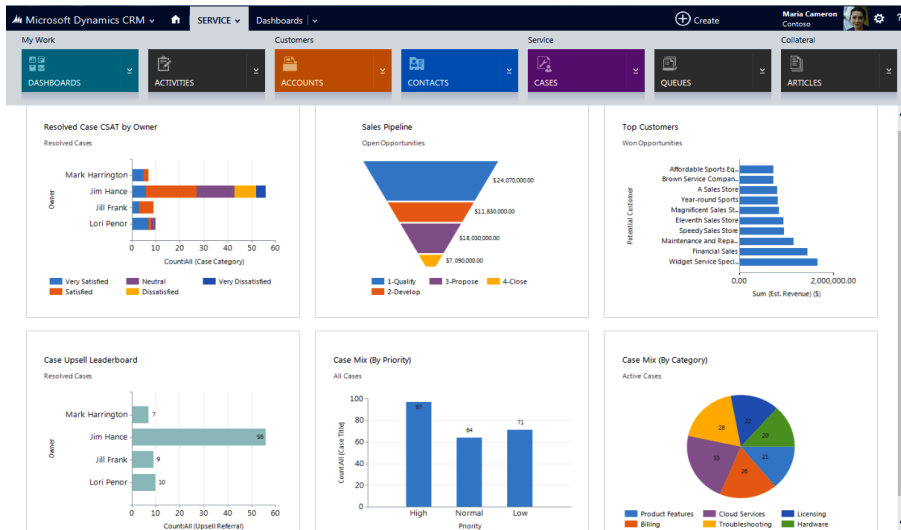 Microsoft Dynamics CRM SERVICE Dashboards Create Maria Cameron
Contoso
?
My Work Customers Service Collateral
DASHBOARDS ACTIVITIES ACCOUNTS CONTACTS CASES QUEUES ARTICLES
Resolved Case CSAT by Owner
Resolved Cases
Owner
Mark Harrington
Jim Hance
Jill Frank
Lori Penor
0 10 20 30 40 50 60
Count:All (Case Category)
Very Satisfied Neutral Very Dissatisfied
Satisfied Dissatisfied
Sales Pipeline
Open Opportunities
$24,070,000.00
$11,830,000.00
$18,030,000.00
$7,090,000.00
1-Qualify 3-Propose 4-Close
2-Develop
Top Customers
Won Opportunities
Potential Customer
Affordable Sports Eq...
Brown Service Compan...
A Sales Store
Year-round Sports
Magnificent Sales St...
Eleventh Sales Store
Speedy Sales Store
Maintenance and Repa...
Financial Sales
Widget Service Speci...
0.00 2,000,000.00
Sum (Est. Revenue) ($)
Case Upsell Leaderboard
Resolved Cases
Owner
Mark Harrington 7
Jim Hance 56
Jill Frank 9
Lori Penor 10
0 10 20 30 40 50 60
Count:All (Upsell Referral)
Case Mix (By Priority)
All Cases
Count:All (Case Title)
100
80
60
40
20
0
97
64
71
High Normal Low
Priority
Case Mix (By Category)
Active Cases
28
20
33
26
21
Product Features Cloud Services Licensing
Billing Troubleshooting Hardware